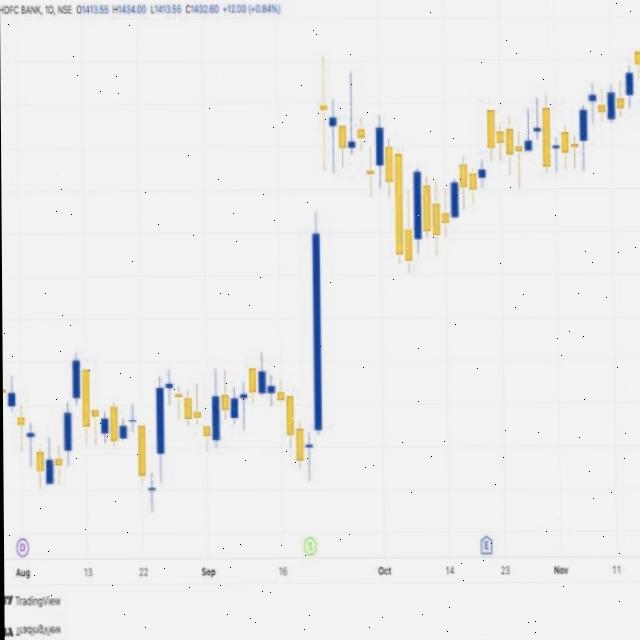 HDFC BANK, 1D, NSE O1413.55 H1434.00 L1413.55 C1432.60 +12.00 (+0.84%)
D S E
Aug 13 22 Sep 16 Oct 14 23 Nov 11
TradingView